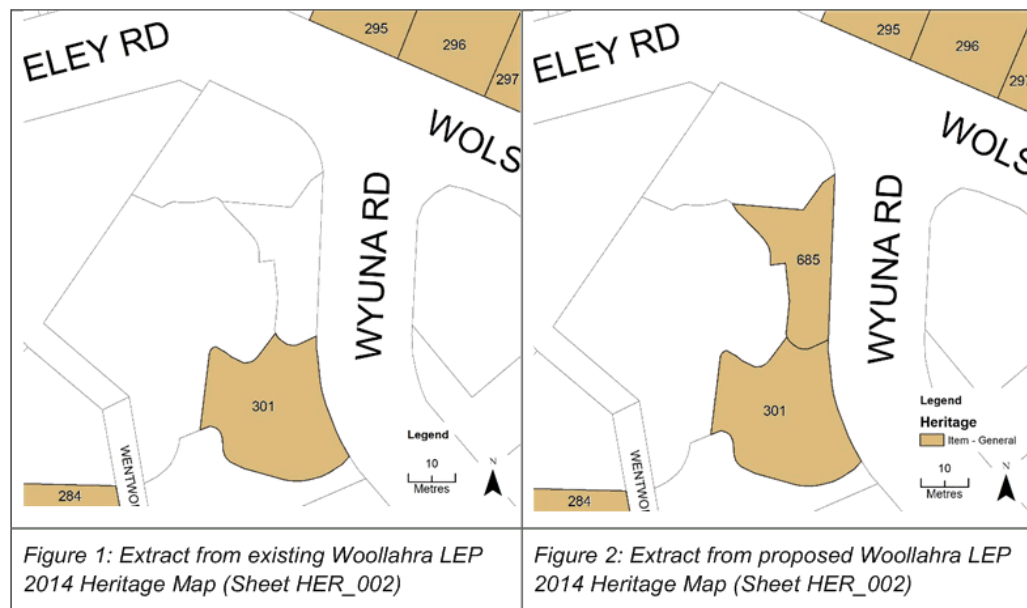 295
296
297
ELEY RD
WOLS
WYUNA RD
301
Legend
10
Metres
N
WENTWO
284
295
296
297
ELEY RD
WOLS
WYUNA RD
685
301
Legend
Heritage
Item - General
10
Metres
N
WENTWO
284
Figure 1: Extract from existing Woollahra LEP
2014 Heritage Map (Sheet HER_002)
Figure 2: Extract from proposed Woollahra LEP
2014 Heritage Map (Sheet HER_002)